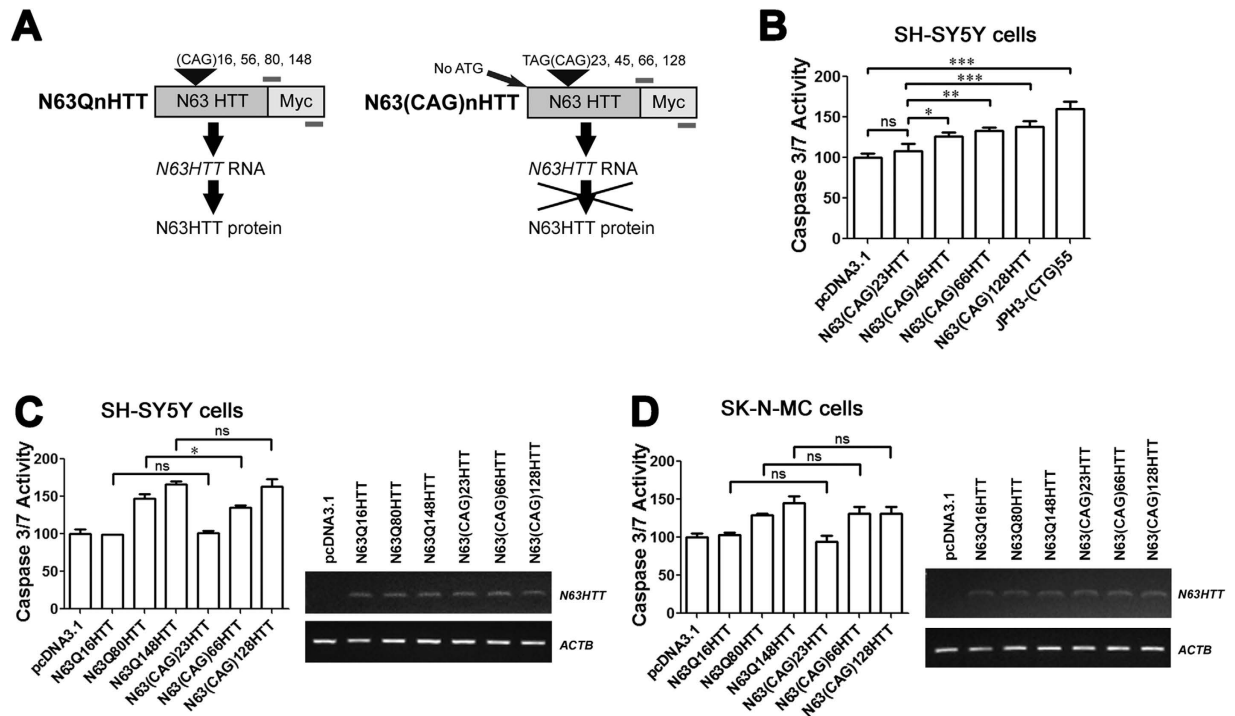 A
(CAG)16, 56, 80, 148
N63QnHTT
N63 HTT
Myc
N63HTT RNA
N63HTT protein
No ATG
TAG(CAG)23, 45, 66, 128
N63(CAG)nHTT
N63 HTT
Myc
N63HTT RNA
N63HTT protein
B
SH-SY5Y cells
Caspase 3/7 Activity
200
150
100
50
0
ns
*
**
***
***
pcDNA3.1
N63(CAG)23HTT
N63(CAG)45HTT
N63(CAG)66HTT
N63(CAG)128HTT
JPH3-(CTG)55
C
SH-SY5Y cells
Caspase 3/7 Activity
200
150
100
50
0
ns
*
ns
pcDNA3.1
N63Q16HTT
N63Q80HTT
N63Q148HTT
N63(CAG)23HTT
N63(CAG)66HTT
N63(CAG)128HTT
pcDNA3.1
N63Q16HTT
N63Q80HTT
N63Q148HTT
N63(CAG)23HTT
N63(CAG)66HTT
N63(CAG)128HTT
N63HTT
ACTB
D
SK-N-MC cells
Caspase 3/7 Activity
200
150
100
50
0
ns
ns
ns
pcDNA3.1
N63Q16HTT
N63Q80HTT
N63Q148HTT
N63(CAG)23HTT
N63(CAG)66HTT
N63(CAG)128HTT
pcDNA3.1
N63Q16HTT
N63Q80HTT
N63Q148HTT
N63(CAG)23HTT
N63(CAG)66HTT
N63(CAG)128HTT
N63HTT
ACTB